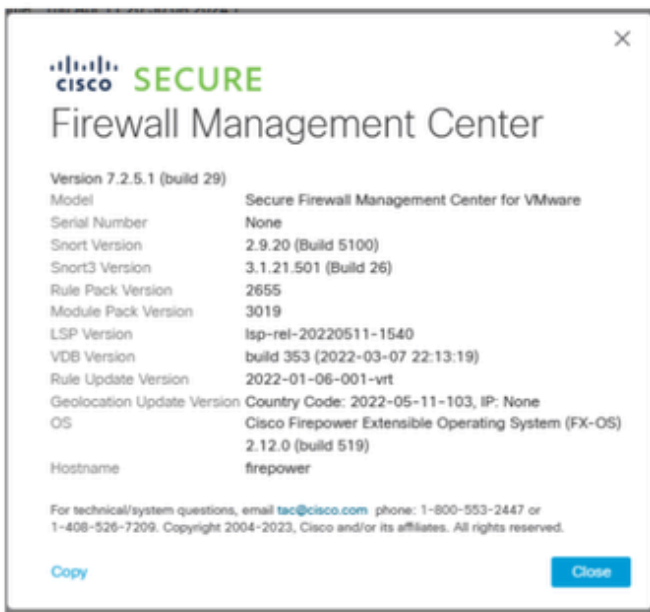 CISCO SECURE
Firewall Management Center
Version 7.2.5.1 (build 29)
Model Secure Firewall Management Center for VMware
Serial Number None
Snort Version 2.9.20 (Build 5100)
Snort3 Version 3.1.21.501 (Build 26)
Rule Pack Version 2655
Module Pack Version 3019
LSP Version lsp-rel-20220511-1540
VDB Version build 353 (2022-03-07 22:13:19)
Rule Update Version 2022-01-06-001-vrt
Geolocation Update Version Country Code: 2022-05-11-103, IP: None
OS Cisco Firepower Extensible Operating System (FX-OS)
2.12.0 (build 519)
Hostname firepower
For technical/system questions, email tac@cisco.com phone: 1-800-553-2447 or
1-408-526-7209. Copyright 2004-2023, Cisco and/or its affiliates. All rights reserved.
Copy Close